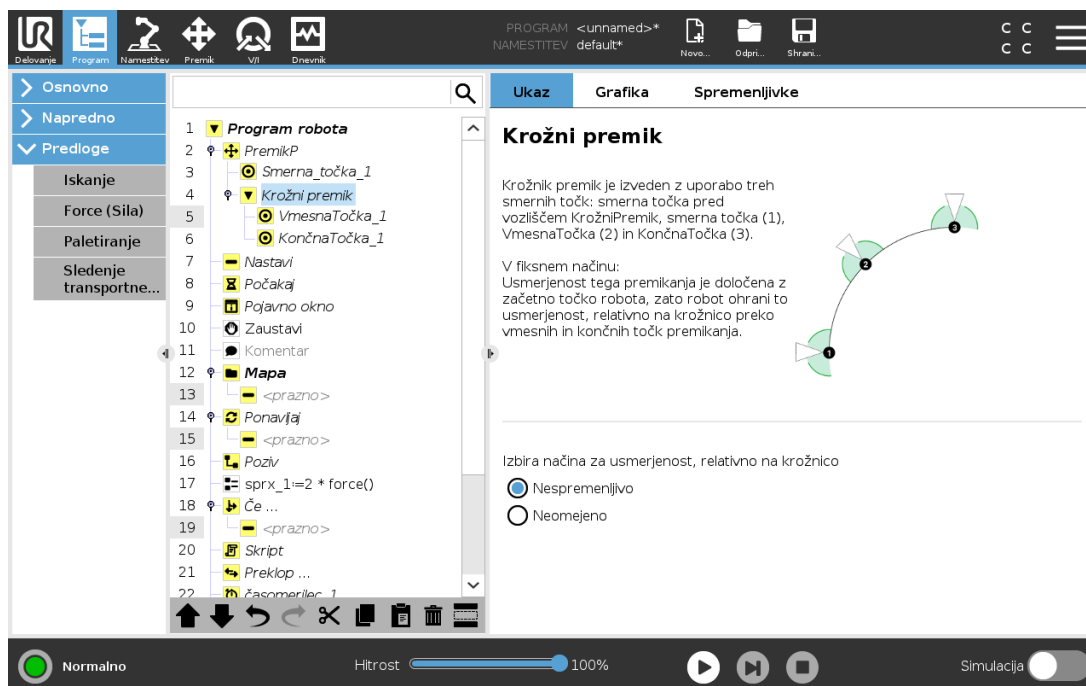 PROGRAM <unnamed>*
NAMESTITEV default*
UR
Delovanje
Program
Namestitev
Premik
V/I
Dnevnik
Novo...
Odpri...
Shrani...
C C
C C
Osnovno
Napredno
Predloge
Iskanje
Force (Sila)
Paletiranje
Sledenje
transportne...
1 Program robota
2 PremikP
3 Smerna_točka_1
4 Krožni premik
5 VmesnaTočka_1
6 KončnaTočka_1
7 Nastavi
8 Počakaj
9 Pojavno okno
10 Zaustavi
11 Komentar
12 Mapa
13 <prazno>
14 Ponavljaj
15 <prazno>
16 Poziv
17 sprx_1:=2 * force()
18 Če ...
19 <prazno>
20 Skript
21 Preklop ...
22 časomerilec_1
Ukaz
Grafika
Spremenljivke
Krožni premik
Krožnik premik je izveden z uporabo treh
smernih točk: smerna točka pred
vozliščem KrožniPremik, smerna točka (1),
VmesnaTočka (2) in KončnaTočka (3).
V fiksnem načinu:
Usmerjenost tega premikanja je določena z
začetno točko robota, zato robot ohrani to
usmerjenost, relativno na krožnico preko
vmesnih in končnih točk premikanja.
3
2
1
Izbira načina za usmerjenost, relativno na krožnico
Nespremenljivo
Neomejeno
Normalno
Hitrost
100%
Simulacija